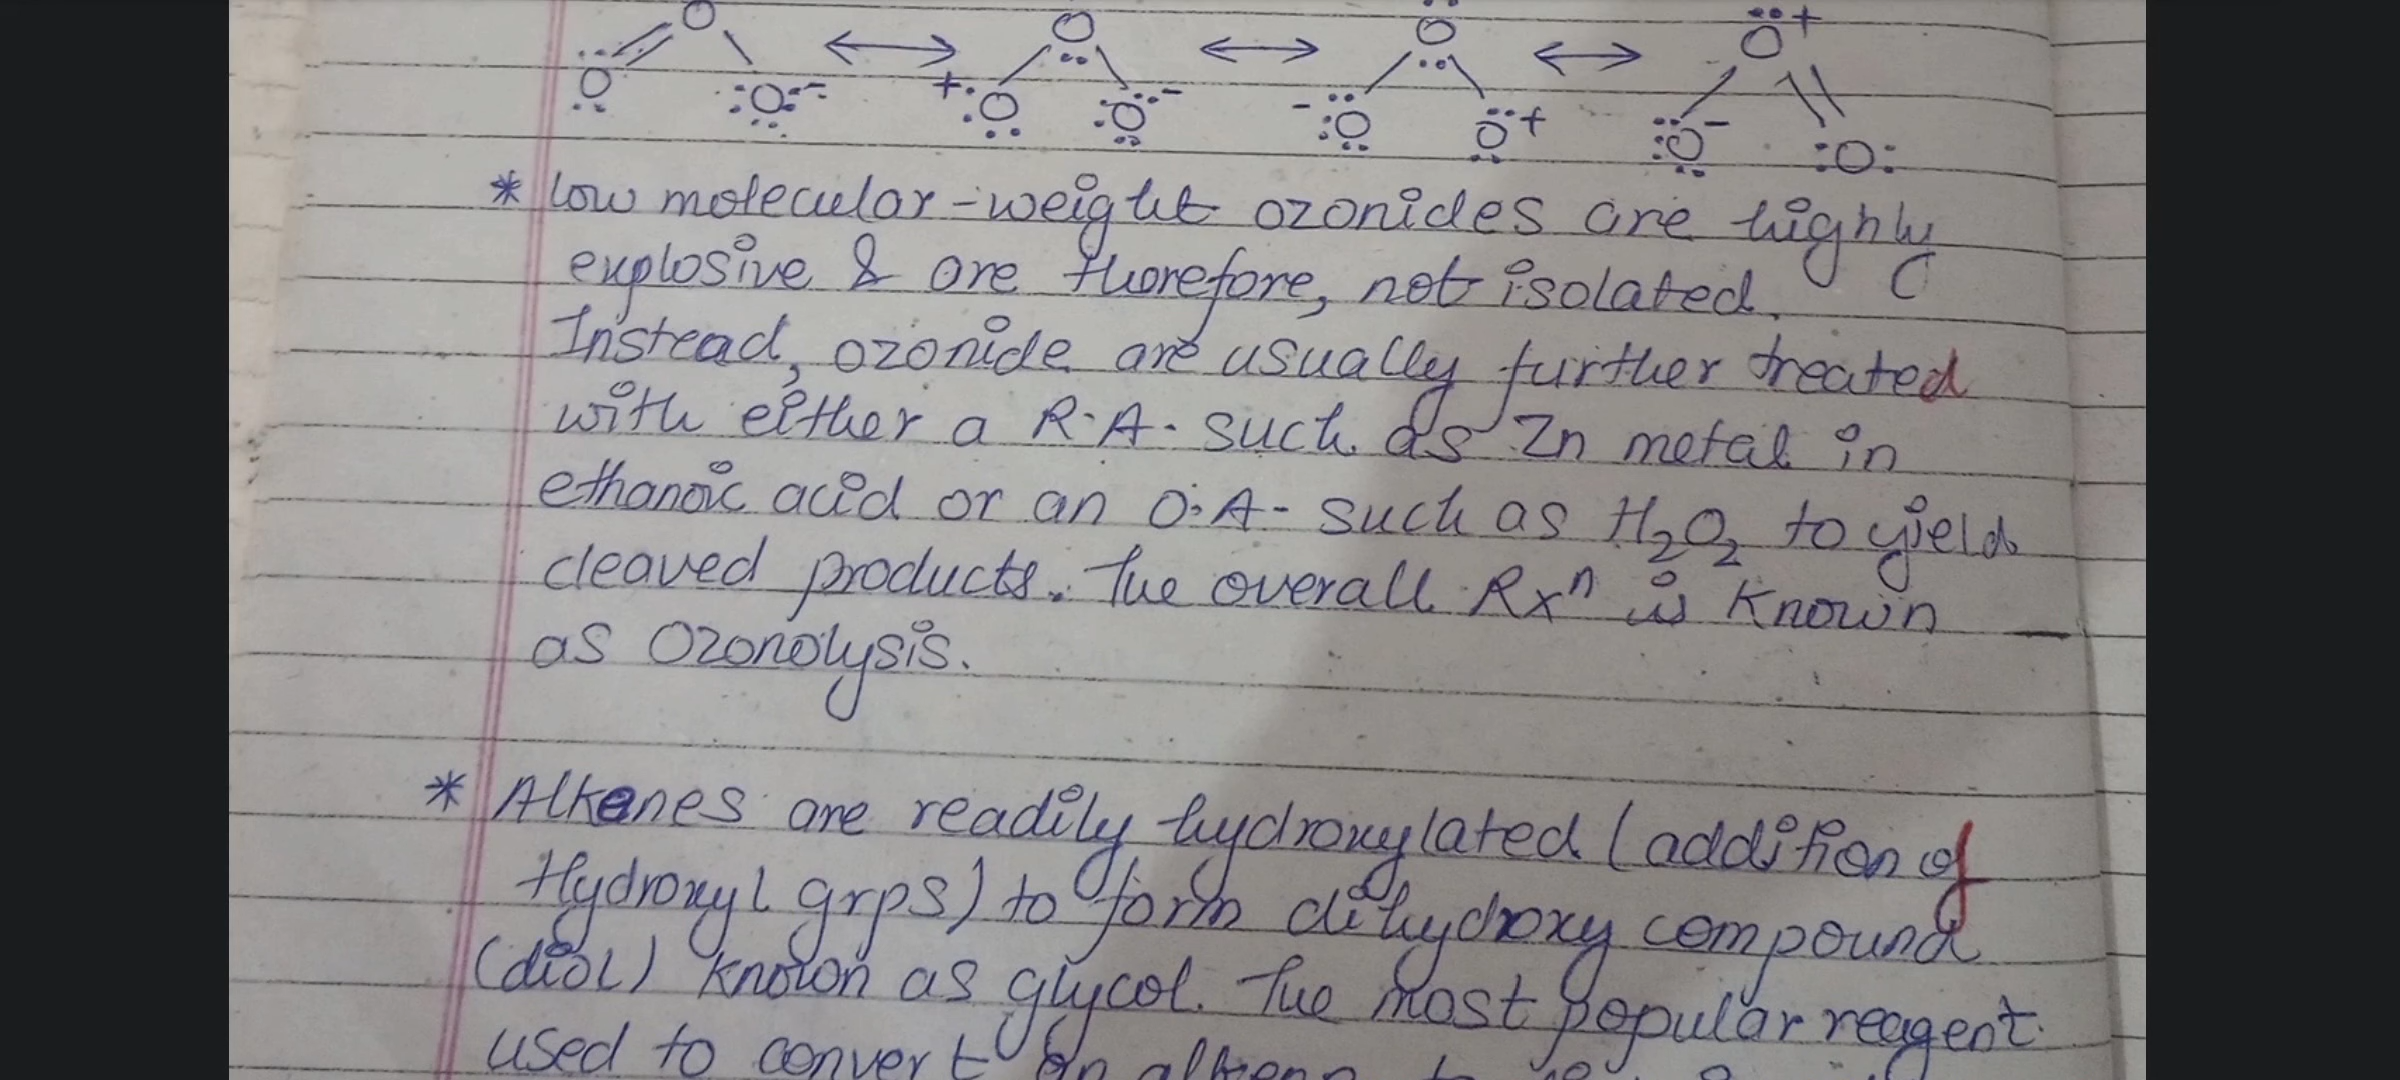 * Low molecular-weight ozonides are highly
explosive & are therefore, not isolated.
Instead, ozonide are usually further treated
with either a R.A. such as Zn metal in
ethanoic acid or an O.A. such as H₂O₂ to yield
cleaved products. The overall Rxⁿ is known
as Ozonolysis.
* Alkenes are readily hydroxylated (addition of
Hydroxyl grps) to form dihydroxy compound
(diol) known as glycol. The most popular reagent
used to convert an